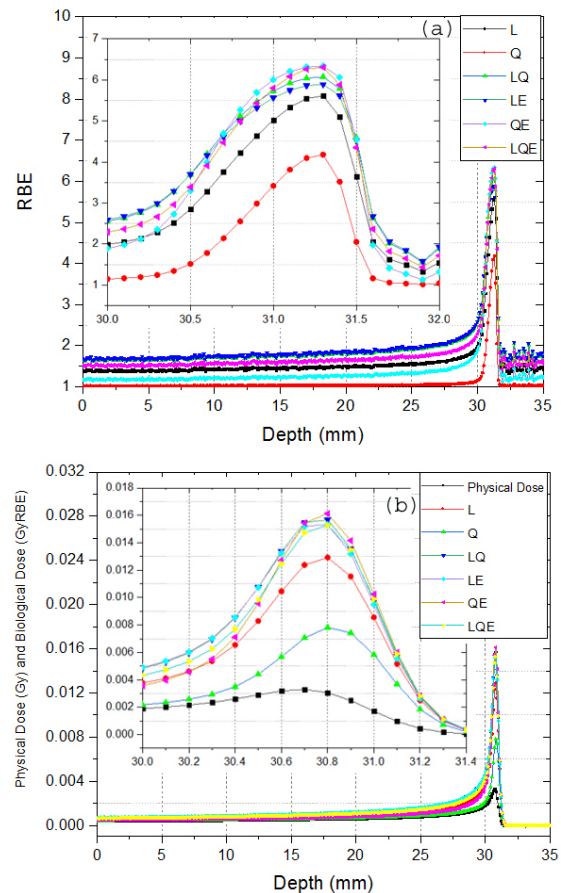 (a)
10
9
8
7
6
5
4
3
2
1
RBE
7
6
5
4
3
2
1
30.0 30.5 31.0 31.5 32.0
L
Q
LQ
LE
QE
LQE
0 5 10 15 20 25 30 35
Depth (mm)
(b)
Physical Dose (Gy) and Biological Dose (GyRBE)
0.032
0.028
0.024
0.020
0.016
0.012
0.008
0.004
0.000
0.018
0.016
0.014
0.012
0.010
0.008
0.006
0.004
0.002
0.000
30.0 30.2 30.4 30.6 30.8 31.0 31.2 31.4
Physical Dose
L
Q
LQ
LE
QE
LQE
0 5 10 15 20 25 30 35
Depth (mm)